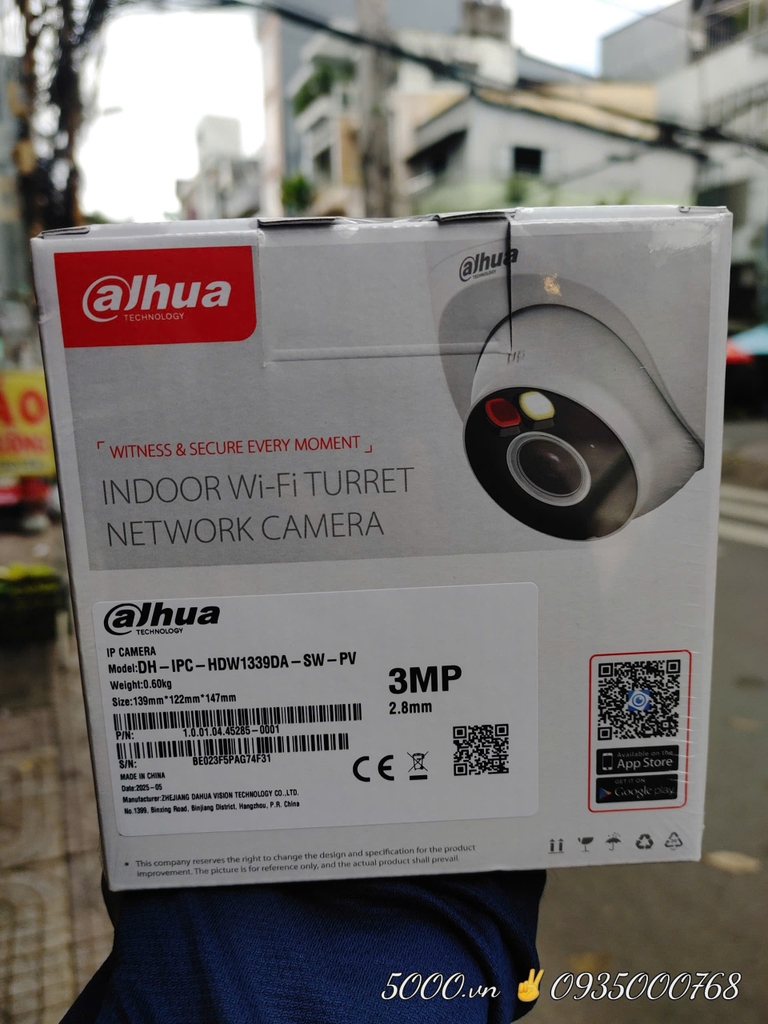 alhua
TECHNOLOGY
alhua
TECHNOLOGY
「 WITNESS & SECURE EVERY MOMENT 」
INDOOR Wi-Fi TURRET
NETWORK CAMERA
alhua
TECHNOLOGY
IP CAMERA
Model:DH-IPC-HDW1339DA-SW-PV
Weight:0.60kg
Size:139mm*122mm*147mm
3MP
2.8mm
P/N: 1.0.01.04.45285-0001
S/N: BE023F5PAG74F31
MADE IN CHINA
Date:2025-05
Manufacturer:ZHEJIANG DAHUA VISION TECHNOLOGY CO.,LTD.
No.1399, Binxing Road, Binjiang District, Hangzhou, P.R. China
CE
Available on the
App Store
GET IT ON
Google play
* This company reserves the right to change the design and specification for the product
improvement. The picture is for reference only, and the actual product shall prevail.
5000.vn ✌0935000768